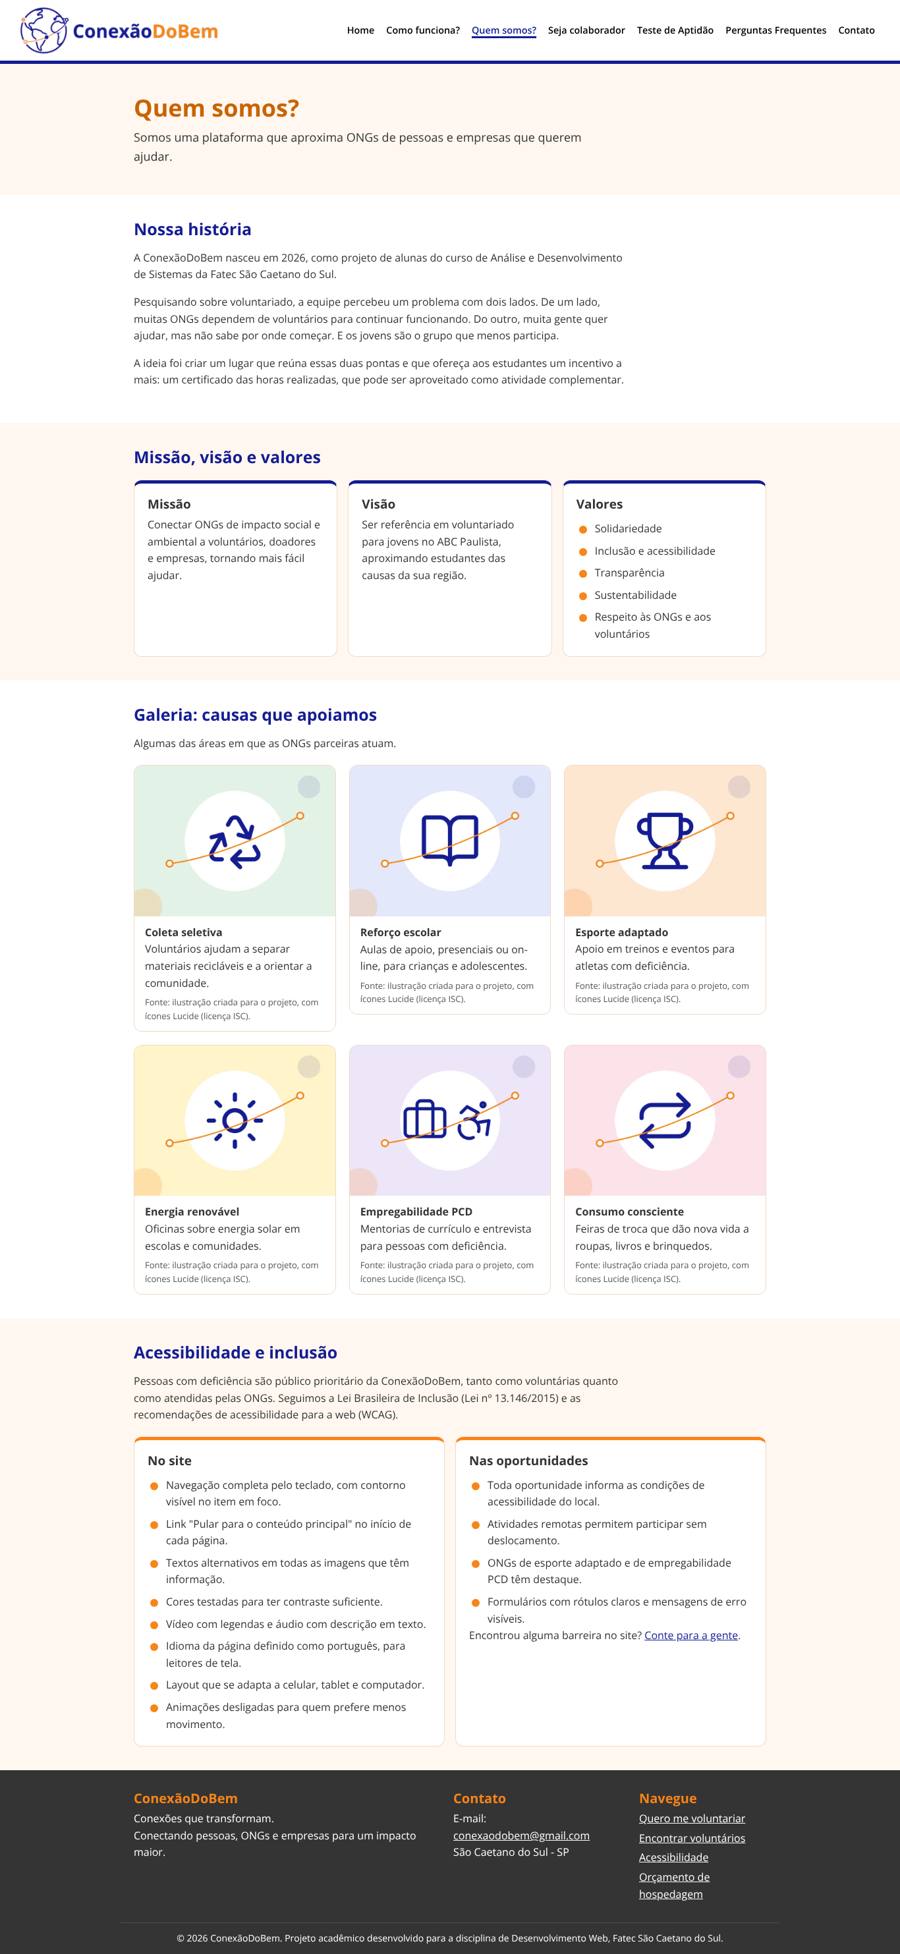 ConexãoDoBem
Home Como funciona? Quem somos? Seja colaborador Teste de Aptidão Perguntas Frequentes Contato
Quem somos?
Somos uma plataforma que aproxima ONGs de pessoas e empresas que querem
ajudar.
Nossa história
A ConexãoDoBem nasceu em 2026, como projeto de alunas do curso de Análise e Desenvolvimento
de Sistemas da Fatec São Caetano do Sul.
Pesquisando sobre voluntariado, a equipe percebeu um problema com dois lados. De um lado,
muitas ONGs dependem de voluntários para continuar funcionando. Do outro, muita gente quer
ajudar, mas não sabe por onde começar. E os jovens são o grupo que menos participa.
A ideia foi criar um lugar que reúna essas duas pontas e que ofereça aos estudantes um incentivo a
mais: um certificado das horas realizadas, que pode ser aproveitado como atividade complementar.
Missão, visão e valores
Missão
Conectar ONGs de impacto social e
ambiental a voluntários, doadores
e empresas, tornando mais fácil
ajudar.
Visão
Ser referência em voluntariado
para jovens no ABC Paulista,
aproximando estudantes das
causas da sua região.
Valores
Solidariedade
Inclusão e acessibilidade
Transparência
Sustentabilidade
Respeito às ONGs e aos
voluntários
Galeria: causas que apoiamos
Algumas das áreas em que as ONGs parceiras atuam.
Coleta seletiva
Voluntários ajudam a separar
materiais recicláveis e a orientar a
comunidade.
Fonte: ilustração criada para o projeto, com
ícones Lucide (licença ISC).
Reforço escolar
Aulas de apoio, presenciais ou on-
line, para crianças e adolescentes.
Fonte: ilustração criada para o projeto, com
ícones Lucide (licença ISC).
Esporte adaptado
Apoio em treinos e eventos para
atletas com deficiência.
Fonte: ilustração criada para o projeto, com
ícones Lucide (licença ISC).
Energia renovável
Oficinas sobre energia solar em
escolas e comunidades.
Fonte: ilustração criada para o projeto, com
ícones Lucide (licença ISC).
Empregabilidade PCD
Mentorias de currículo e entrevista
para pessoas com deficiência.
Fonte: ilustração criada para o projeto, com
ícones Lucide (licença ISC).
Consumo consciente
Feiras de troca que dão nova vida a
roupas, livros e brinquedos.
Fonte: ilustração criada para o projeto, com
ícones Lucide (licença ISC).
Acessibilidade e inclusão
Pessoas com deficiência são público prioritário da ConexãoDoBem, tanto como voluntárias quanto
como atendidas pelas ONGs. Seguimos a Lei Brasileira de Inclusão (Lei nº 13.146/2015) e as
recomendações de acessibilidade para a web (WCAG).
No site
Navegação completa pelo teclado, com contorno
visível no item em foco.
Link "Pular para o conteúdo principal" no início de
cada página.
Textos alternativos em todas as imagens que têm
informação.
Cores testadas para ter contraste suficiente.
Vídeo com legendas e áudio com descrição em texto.
Idioma da página definido como português, para
leitores de tela.
Layout que se adapta a celular, tablet e computador.
Animações desligadas para quem prefere menos
movimento.
Nas oportunidades
Toda oportunidade informa as condições de
acessibilidade do local.
Atividades remotas permitem participar sem
deslocamento.
ONGs de esporte adaptado e de empregabilidade
PCD têm destaque.
Formulários com rótulos claros e mensagens de erro
visíveis.
Encontrou alguma barreira no site? Conte para a gente.
ConexãoDoBem
Conexões que transformam.
Conectando pessoas, ONGs e empresas para um impacto
maior.
Contato
E-mail:
conexaodobem@gmail.com
São Caetano do Sul - SP
Navegue
Quero me voluntariar
Encontrar voluntários
Acessibilidade
Orçamento de
hospedagem
© 2026 ConexãoDoBem. Projeto acadêmico desenvolvido para a disciplina de Desenvolvimento Web, Fatec São Caetano do Sul.